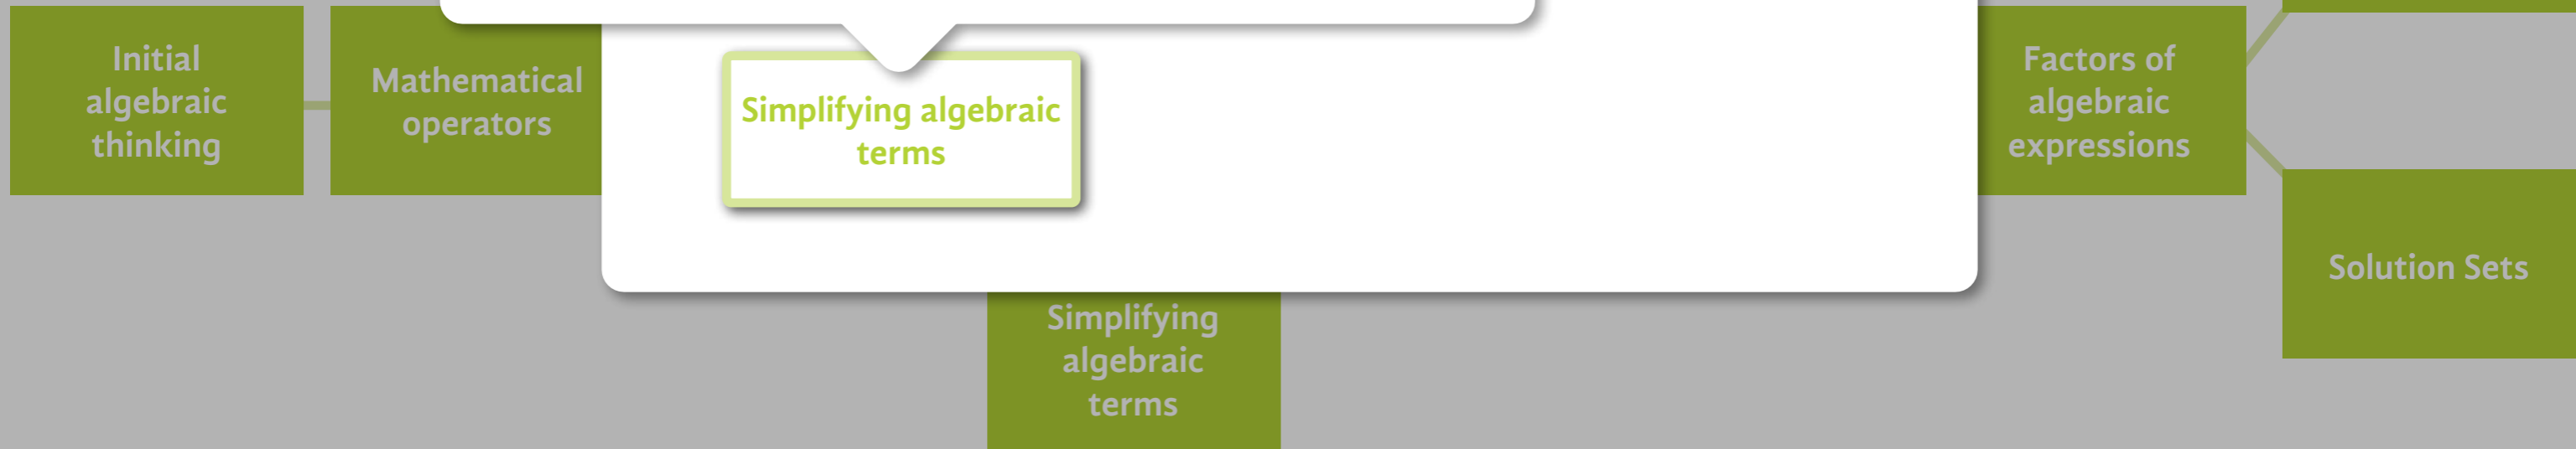 Initial
algebraic
thinking
Mathematical
operators
Simplifying algebraic
terms
Factors of
algebraic
expressions
Solution Sets
Simplifying
algebraic
terms